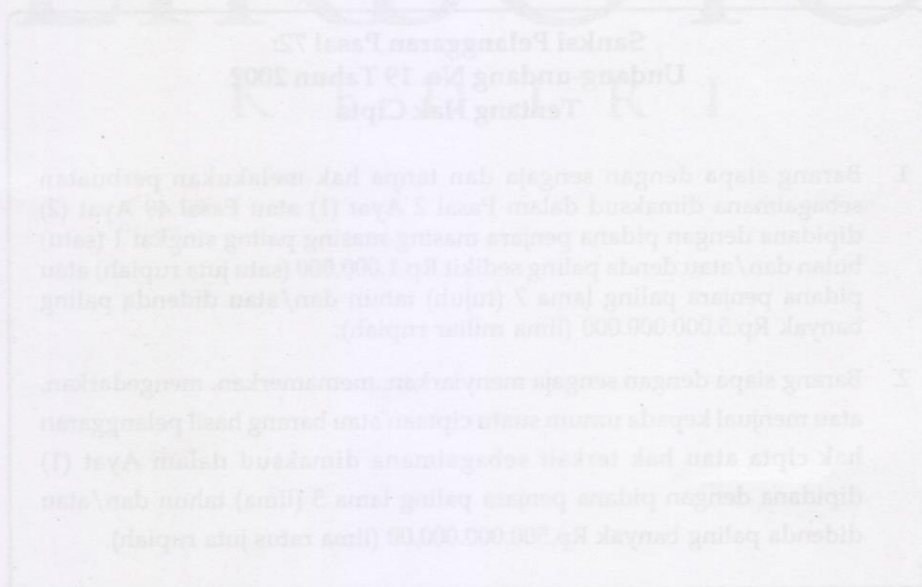 Sanksi Pelanggaran Pasal 72:
Undang-undang No. 19 Tahun 2002
Tentang Hak Cipta
1. Barang siapa dengan sengaja dan tanpa hak melakukan perbuatan
sebagaimana dimaksud dalam Pasal 2 Ayat (1) atau Pasal 49 Ayat (2)
dipidana dengan pidana penjara masing-masing paling singkat 1 (satu)
bulan dan/atau denda paling sedikit Rp.1.000.000 (satu juta rupiah) atau
pidana penjara paling lama 7 (tujuh) tahun dan/atau didenda paling
banyak Rp.5.000.000.000 (lima miliar rupiah).
2. Barang siapa dengan sengaja menyiarkan, memamerkan, mengedarkan,
atau menjual kepada umum suatu ciptaan atau barang hasil pelanggaran
hak cipta atau hak terkait sebagaimana dimaksud dalam Ayat (1)
dipidana dengan pidana penjara paling lama 5 (lima) tahun dan/atau
didenda paling banyak Rp.500.000.000,00 (lima ratus juta rupiah)